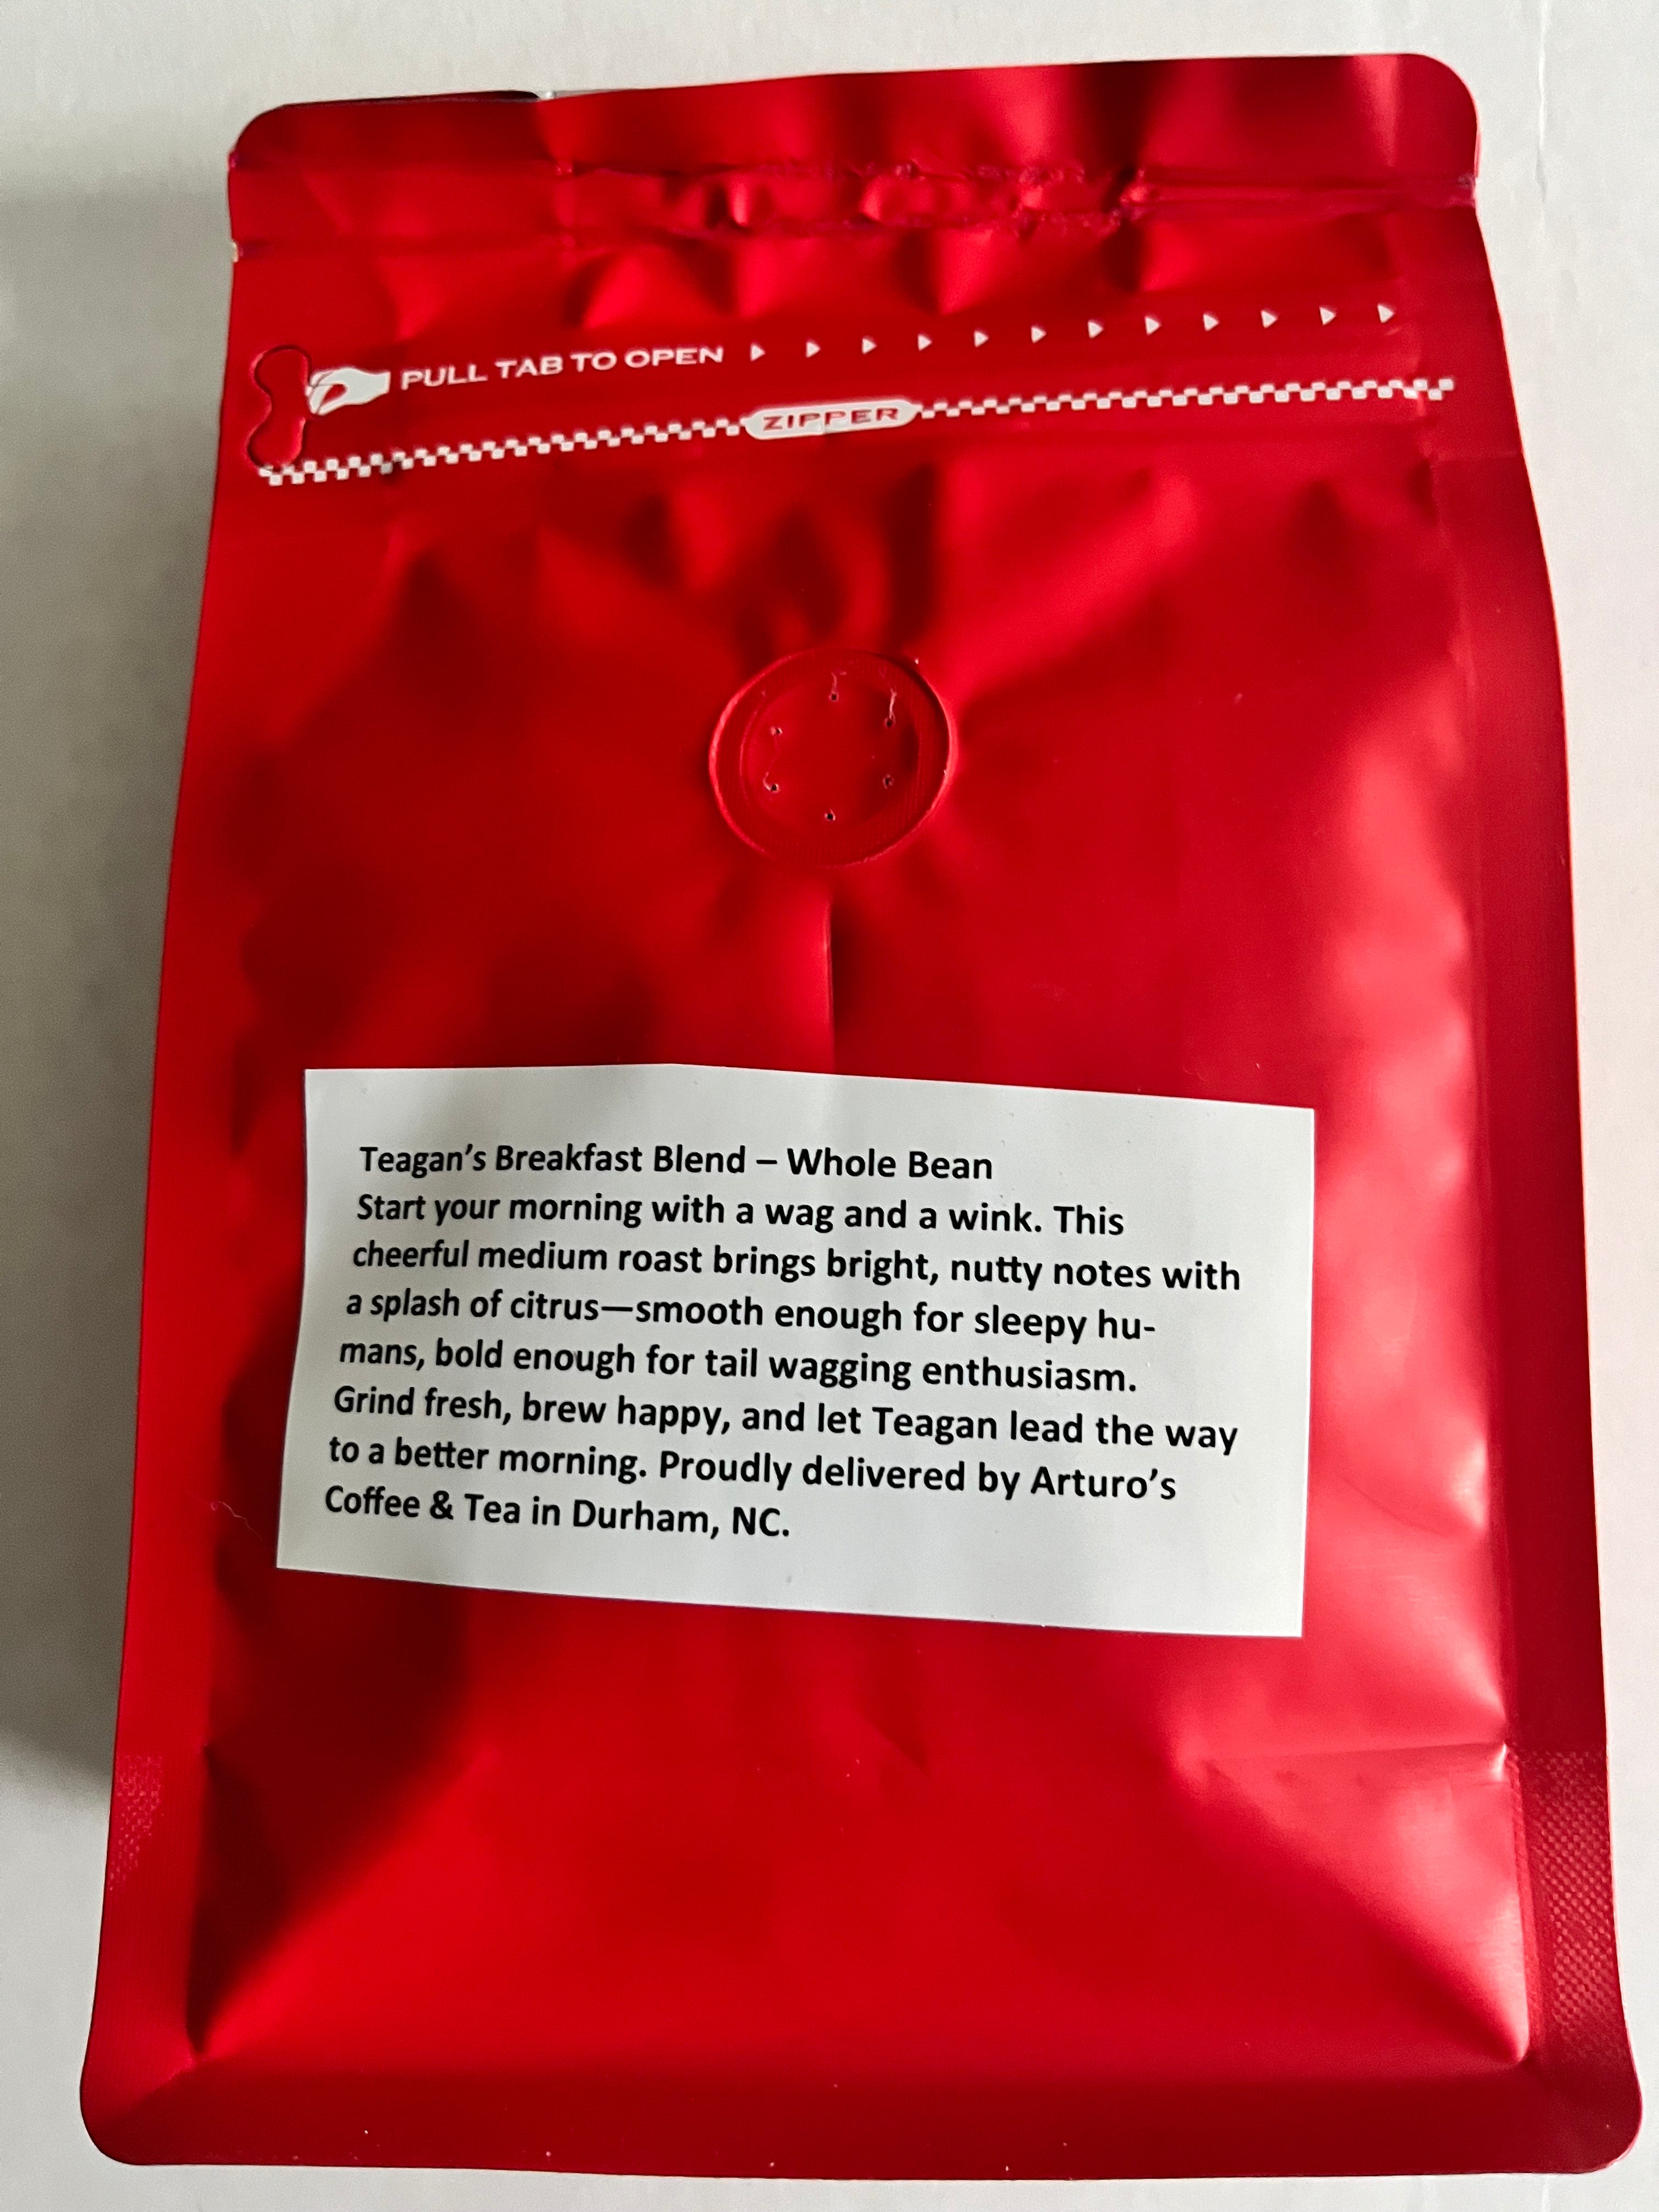 PULL TAB TO OPEN
ZIPPER
Teagan’s Breakfast Blend – Whole Bean
Start your morning with a wag and a wink. This
cheerful medium roast brings bright, nutty notes with
a splash of citrus—smooth enough for sleepy hu-
mans, bold enough for tail wagging enthusiasm.
Grind fresh, brew happy, and let Teagan lead the way
to a better morning. Proudly delivered by Arturo’s
Coffee & Tea in Durham, NC.